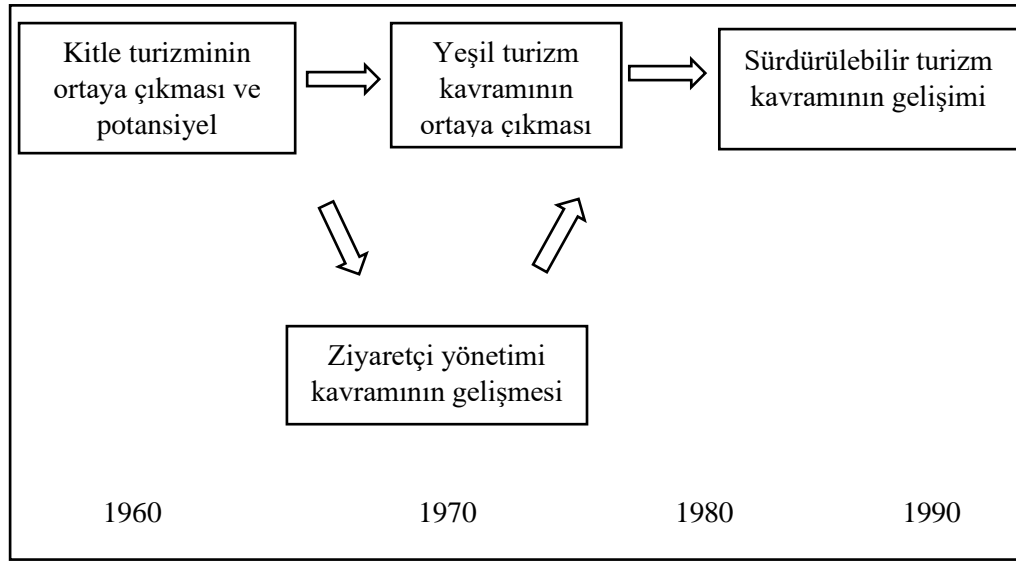 Kitle turizminin
ortaya çıkması ve
potansiyel
Yeşil turizm
kavramının
ortaya çıkması
Sürdürülebilir turizm
kavramının gelişimi
Ziyaretçi yönetimi
kavramının gelişmesi
1960 1970 1980 1990